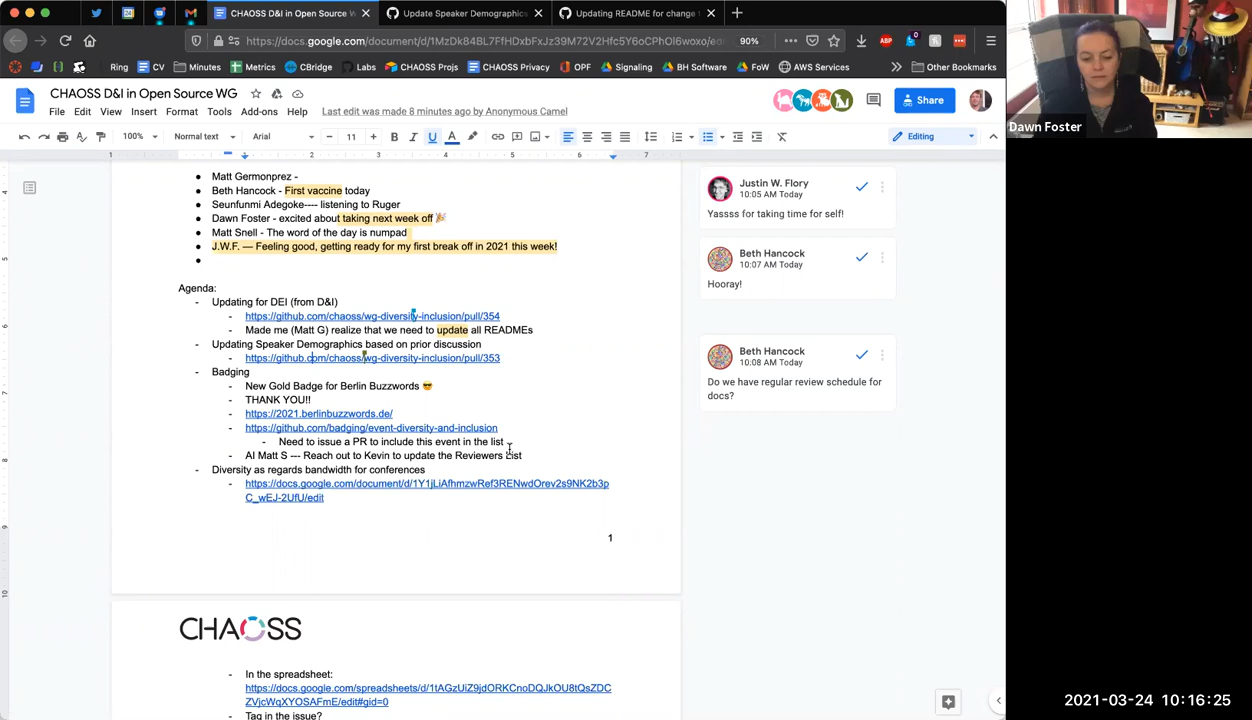 CHAOSS D&I in Open Source W
Update Speaker Demographics
Updating README for change
https://docs.google.com/document/d/1MzDk84BL7FfHDxbFxJz39M72V2Hfc5Y6oCPhOl6woxo/ed
90%
ABP
0
Ring
CV
Minutes
Metrics
CBridge
Labs
CHAOSS Projs
CHAOSS Privacy
OPF
Signaling
BH Software
FoW
AWS Services
Other Bookmarks
CHAOSS D&I in Open Source WG
File Edit View Insert Format Tools Add-ons Help
Last edit was made 8 minutes ago by Anonymous Camel
Share
Dawn Foster
100%
Normal text
Arial
11
B I U A
Editing
1 2 3 4 5 6 7
Matt Germonprez -
Beth Hancock - First vaccine today
Seunfunmi Adegoke---- listening to Ruger
Dawn Foster - excited about taking next week off 🎉
Matt Snell - The word of the day is numpad
J.W.F. — Feeling good, getting ready for my first break off in 2021 this week!
Agenda:
- Updating for DEI (from D&I)
- https://github.com/chaoss/wg-diversity-inclusion/pull/354
- Made me (Matt G) realize that we need to update all READMEs
- Updating Speaker Demographics based on prior discussion
- https://github.com/chaoss/wg-diversity-inclusion/pull/353
- Badging
- New Gold Badge for Berlin Buzzwords 😎
- THANK YOU!!
- https://2021.berlinbuzzwords.de/
- https://github.com/badging/event-diversity-and-inclusion
- Need to issue a PR to include this event in the list
- AI Matt S --- Reach out to Kevin to update the Reviewers List
- Diversity as regards bandwidth for conferences
- https://docs.google.com/document/d/1Y1jLiAfhmzwRef3RENwdOrev2s9NK2b3p
C_wEJ-2UfU/edit
1
CHAOSS
- In the spreadsheet:
https://docs.google.com/spreadsheets/d/1tAGzUiZ9jdORKCnoDQJkOU8tQsZDC
ZVjcWqXYOSAFmE/edit#gid=0
- Tag in the issue?
Justin W. Flory
10:05 AM Today
Yassss for taking time for self!
Beth Hancock
10:07 AM Today
Hooray!
Beth Hancock
10:08 AM Today
Do we have regular review schedule for
docs?
2021-03-24 10:16:25